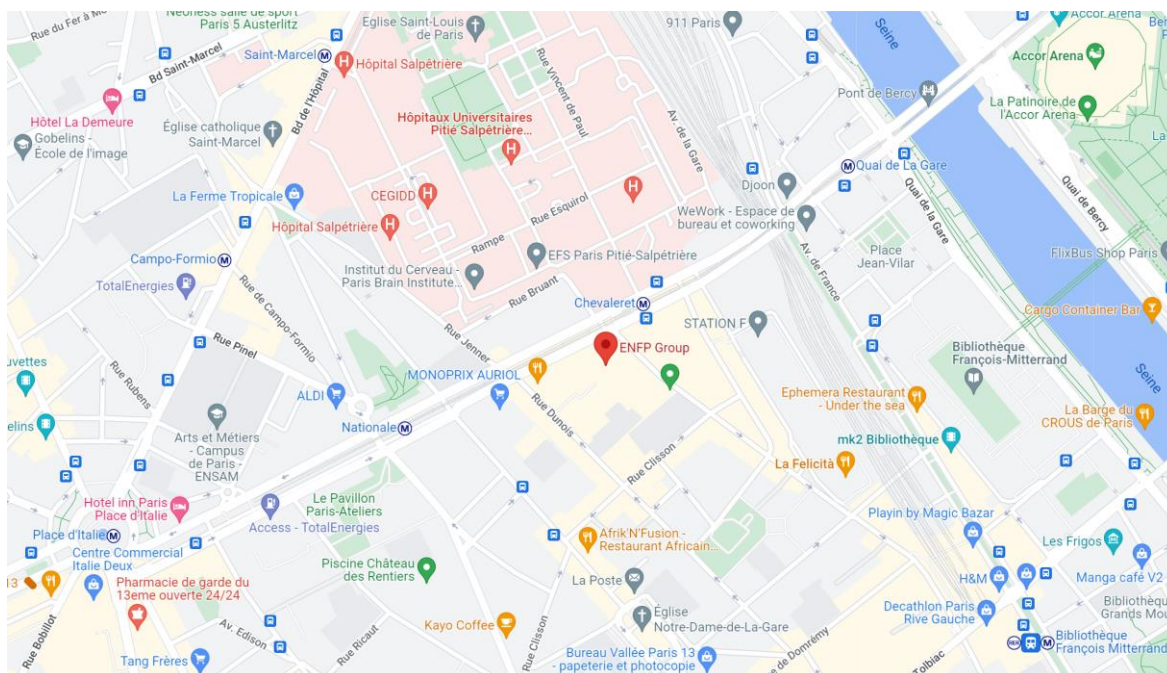 Neoness salle de sport
Paris 5 Austerlitz
Rue du Fer à Mo
Eglise Saint-Louis
de Paris
911 Paris
Seine
Accor Arena
Accor Arena
Saint-Marcel
Bd Saint-Marcel
Hôpital Salpêtrière
Rue Vincent de Paul
Av. de la Gare
Pont de Bercy
La Patinoire de
l'Accor Arena
Hôtel La Demeure
Bd de l'Hôpital
Hôpitaux Universitaires
Pitié Salpêtrière...
Gobelins -
École de l'image
Église catholique
Saint-Marcel
Quai de La Gare
Quai de la Gare
Quai de Bercy
La Ferme Tropicale
CEGIDD
Rue Esquirol
Djoon
WeWork - Espace de
bureau et coworking
Hôpital Salpétrière
Rampe
EFS Paris Pitié-Salpétrière
Place
Jean-Vilar
FlixBus Shop Paris
Campo-Formio
Institut du Cerveau -
Paris Brain Institute...
Av. de France
TotalEnergies
Rue de Campo-Formio
Rue Bruant
Chevaleret
Cargo Container Bar
STATION F
Rue Pinel
Rue Jenner
ENFP Group
Bibliothèque
François-Mitterrand
uvettes
Rue Rubens
MONOPRIX AURIOL
Seine
ALDI
Ephemera Restaurant
- Under the sea
elins
Rue Dunois
La Barge du
CROUS de Paris
Arts et Métiers
- Campus
de Paris -
ENSAM
Nationale
mk2 Bibliothèque
Rue Clisson
La Felicità
Hotel inn Paris
Place d'Italie
Le Pavillon
Paris-Ateliers
Access - TotalEnergies
Playin by Magic Bazar
Place d'Italie
Afrik'N'Fusion -
Restaurant Africain...
Les Frigos
Centre Commercial
Italie Deux
Piscine Château
des Rentiers
13
La Poste
H&M
Manga café V2
Pharmacie de garde du
13eme ouverte 24/24
Decathlon Paris
Rive Gauche
Bibliothèqu
Grands Mou
Rue Bobillot
Av. Edison
Kayo Coffee
Église
Notre-Dame-de-La-Gare
Rue Ricaut
Rue Clisson
e de Domrémy
Tolbiac
Bibliothèque
François Mitterrand
Tang Frères
Bureau Vallée Paris 13
- papeterie et photocopie